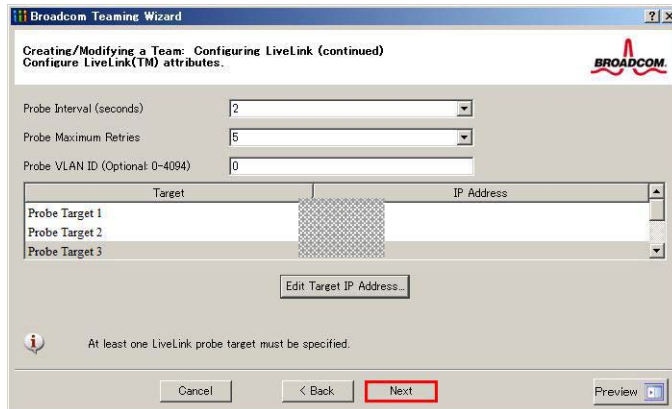 Broadcom Teaming Wizard
Creating/Modifying a Team: Configuring LiveLink (continued)
Configure LiveLink(TM) attributes.
BROADCOM.
Probe Interval (seconds) 2
Probe Maximum Retries 5
Probe VLAN ID (Optional: 0-4094) 0
Target IP Address
Probe Target 1
Probe Target 2
Probe Target 3
Edit Target IP Address...
At least one LiveLink probe target must be specified.
Cancel < Back Next Preview